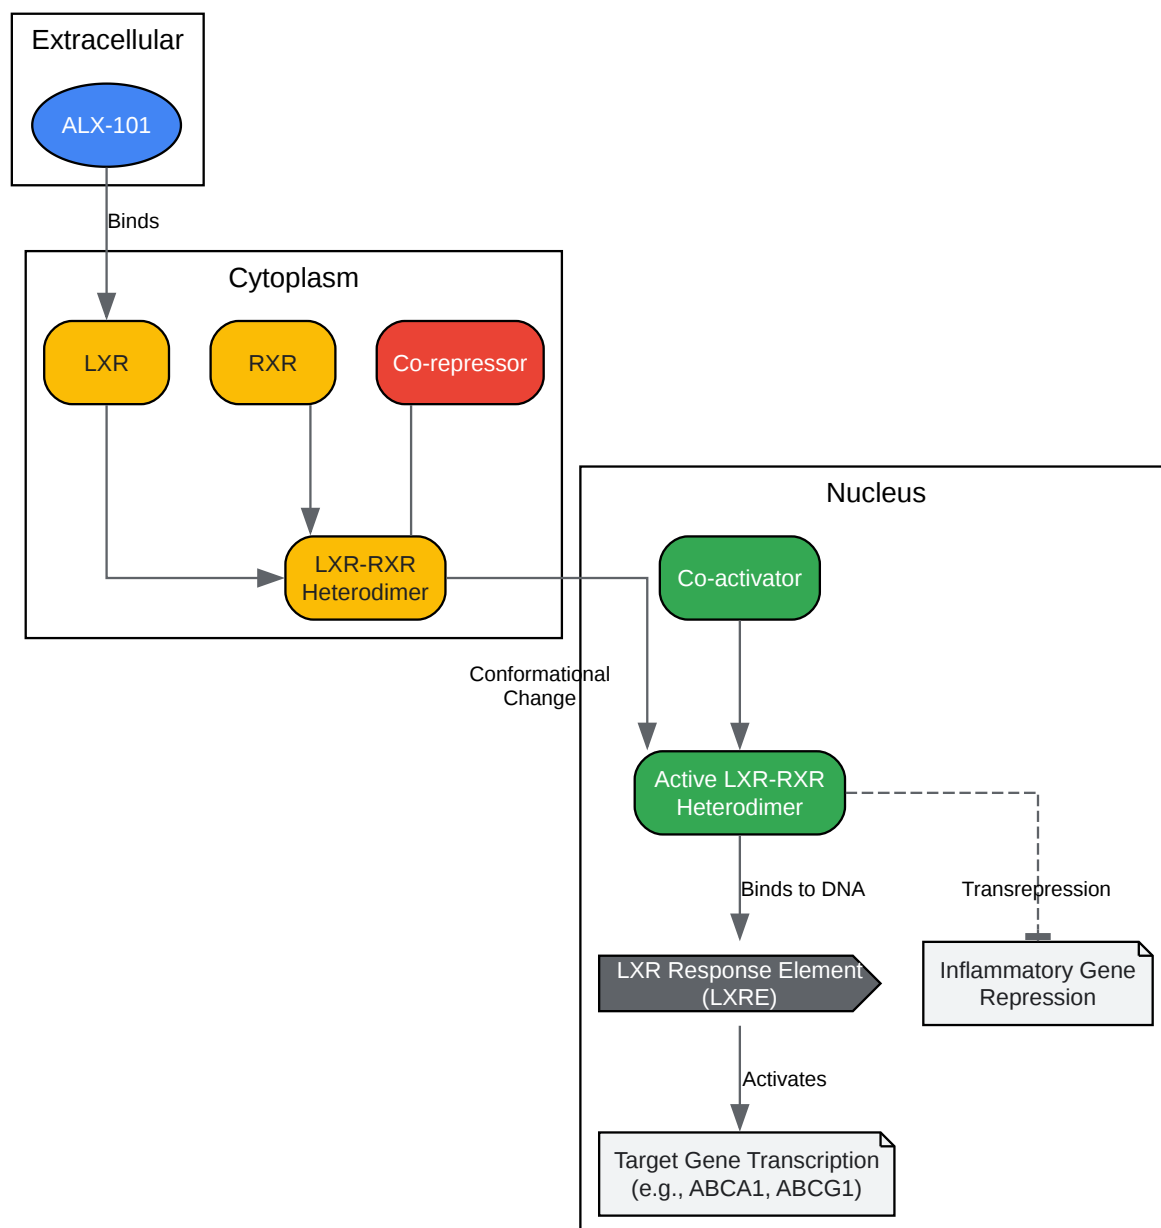 Extracellular
ALX-101
Binds
Cytoplasm
LXR
RXR
Co-repressor
LXR-RXR
Heterodimer
Nucleus
Co-activator
Conformational
Change
Active LXR-RXR
Heterodimer
Binds to DNA
Transrepression
LXR Response Element
(LXRE)
Inflammatory Gene
Repression
Activates
Target Gene Transcription
(e.g., ABCA1, ABCG1)